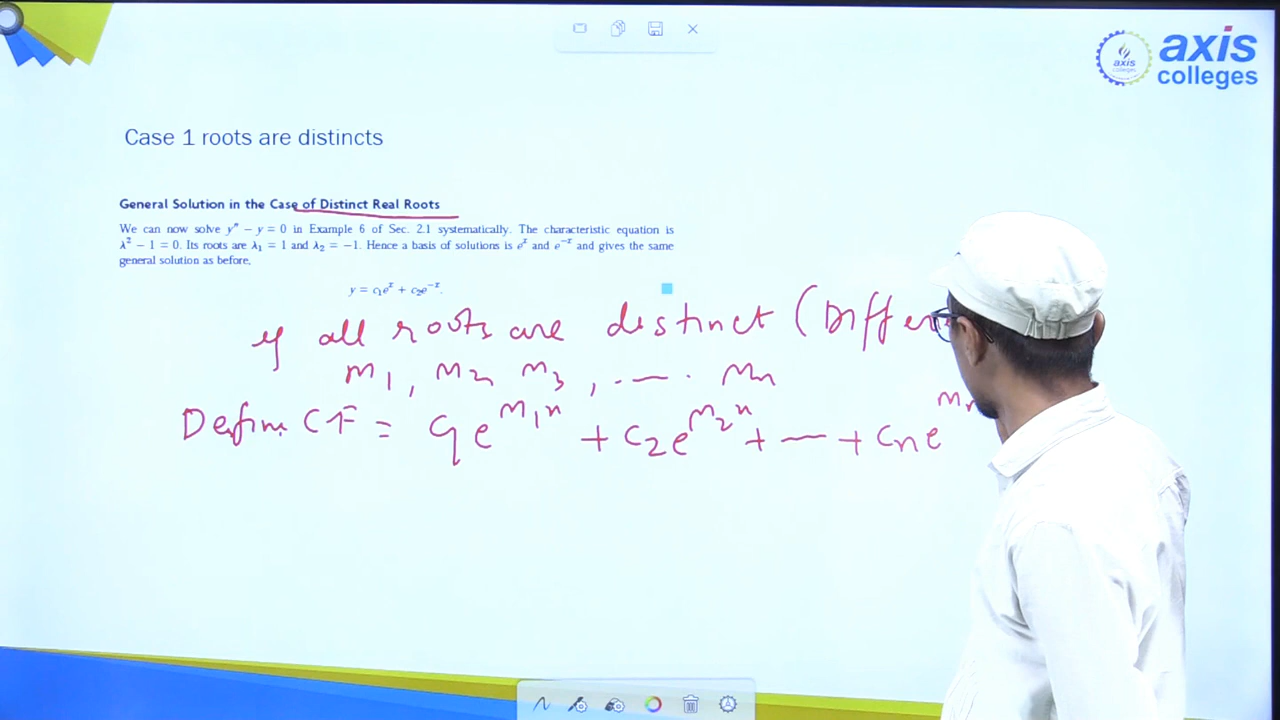 axis
colleges
axis
colleges
Case 1 roots are distincts
General Solution in the Case of Distinct Real Roots
We can now solve y″ − y = 0 in Example 6 of Sec. 2.1 systematically. The characteristic equation is
λ² − 1 = 0. Its roots are λ₁ = 1 and λ₂ = −1. Hence a basis of solutions is eˣ and e⁻ˣ and gives the same
general solution as before,
y = c₁eˣ + c₂e⁻ˣ.
if all roots are distinct (Differe
m₁, m₂ m₃, .—. mₙ
Define CF = c₁e^{m₁x} + c₂e^{m₂x} + — + cₙe